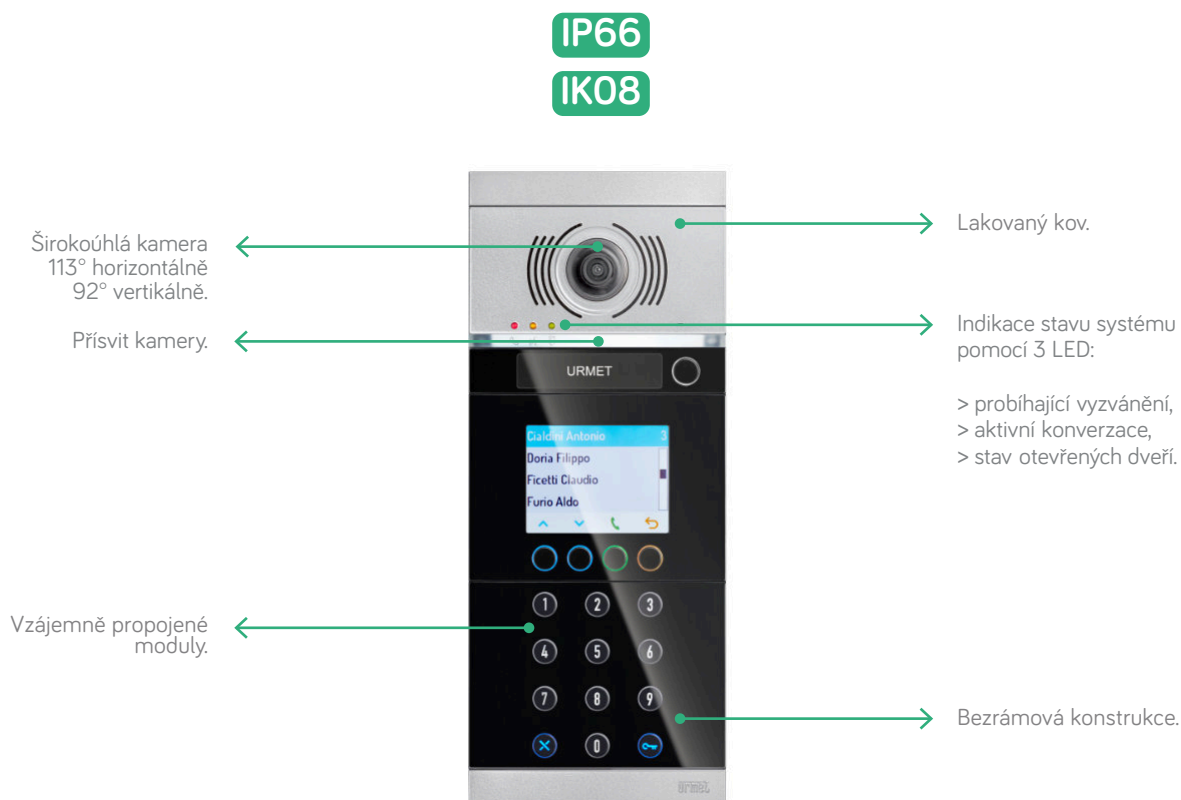 IP66
IK08
Širokoúhlá kamera
113° horizontálně
92° vertikálně.
Přísvit kamery.
Vzájemně propojené
moduly.
Lakovaný kov.
Indikace stavu systému
pomocí 3 LED:
> probíhající vyzvánění,
> aktivní konverzace,
> stav otevřených dveří.
Bezrámová konstrukce.
URMET
Cialdini Antonio 3
Doria Filippo
Ficetti Claudio
Furio Aldo
1 2 3
4 5 6
7 8 9
0
urmet